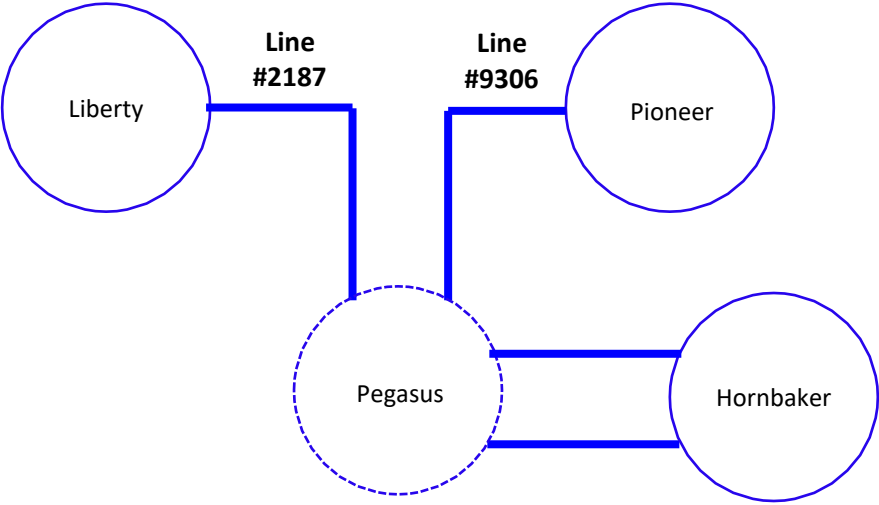 Line
#2187
Line
#9306
Liberty
Pioneer
Pegasus
Hornbaker